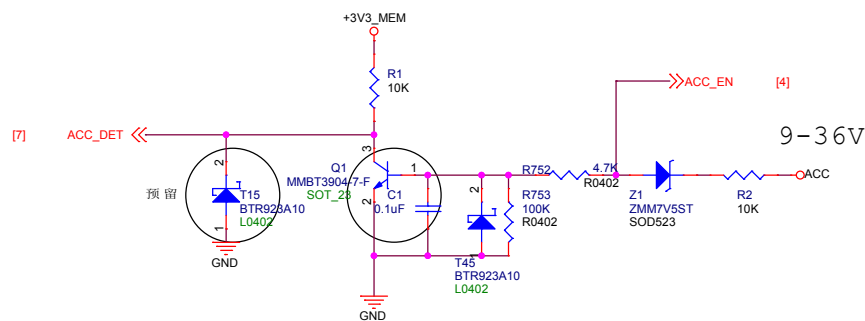 +3V3_MEM
R1
10K
ACC_EN
[4]
[7]
ACC_DET
9-36V
3
2
Q1
1
R752
4.7K
ACC
预留
MMBT3904-7-F
C1
2
R0402
T15
SOT_23
0.1uF
R753
Z1
R2
BTR923A10
2
100K
ZMM7V5ST
10K
L0402
R0402
SOD523
1
1
GND
T45
BTR923A10
L0402
GND